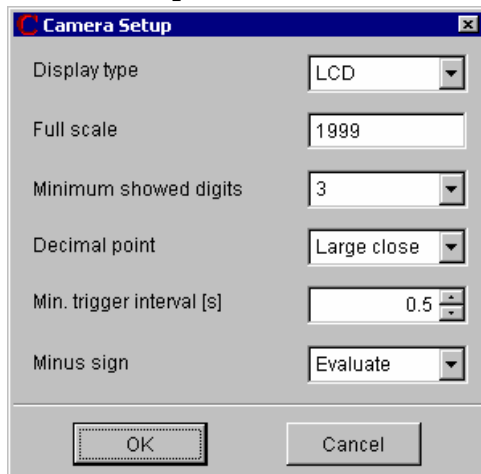 Camera Setup
Display type LCD
Full scale 1999
Minimum showed digits 3
Decimal point Large close
Min. trigger interval [s] 0.5
Minus sign Evaluate
OK Cancel